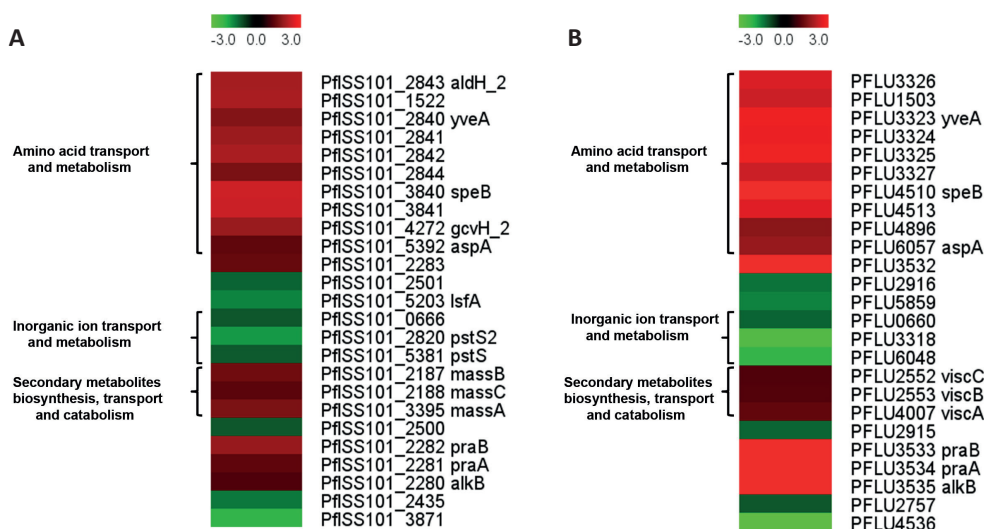 A
-3.0 0.0 3.0
Amino acid transport
and metabolism
Inorganic ion transport
and metabolism
Secondary metabolites
biosynthesis, transport
and catabolism
PflSS101_2843 aldH_2
PflSS101_1522
PflSS101_2840 yveA
PflSS101_2841
PflSS101_2842
PflSS101_2844
PflSS101_3840 speB
PflSS101_3841
PflSS101_4272 gcvH_2
PflSS101_5392 aspA
PflSS101_2283
PflSS101_2501
PflSS101_5203 lsfA
PflSS101_0666
PflSS101_2820 pstS2
PflSS101_5381 pstS
PflSS101_2187 massB
PflSS101_2188 massC
PflSS101_3395 massA
PflSS101_2500
PflSS101_2282 praB
PflSS101_2281 praA
PflSS101_2280 alkB
PflSS101_2435
PflSS101_3871
B
-3.0 0.0 3.0
Amino acid transport
and metabolism
Inorganic ion transport
and metabolism
Secondary metabolites
biosynthesis, transport
and catabolism
PFLU3326
PFLU1503
PFLU3323 yveA
PFLU3324
PFLU3325
PFLU3327
PFLU4510 speB
PFLU4513
PFLU4896
PFLU6057 aspA
PFLU3532
PFLU2916
PFLU5859
PFLU0660
PFLU3318
PFLU6048
PFLU2552 viscC
PFLU2553 viscB
PFLU4007 viscA
PFLU2915
PFLU3533 praB
PFLU3534 praA
PFLU3535 alkB
PFLU2757
PFLU4536